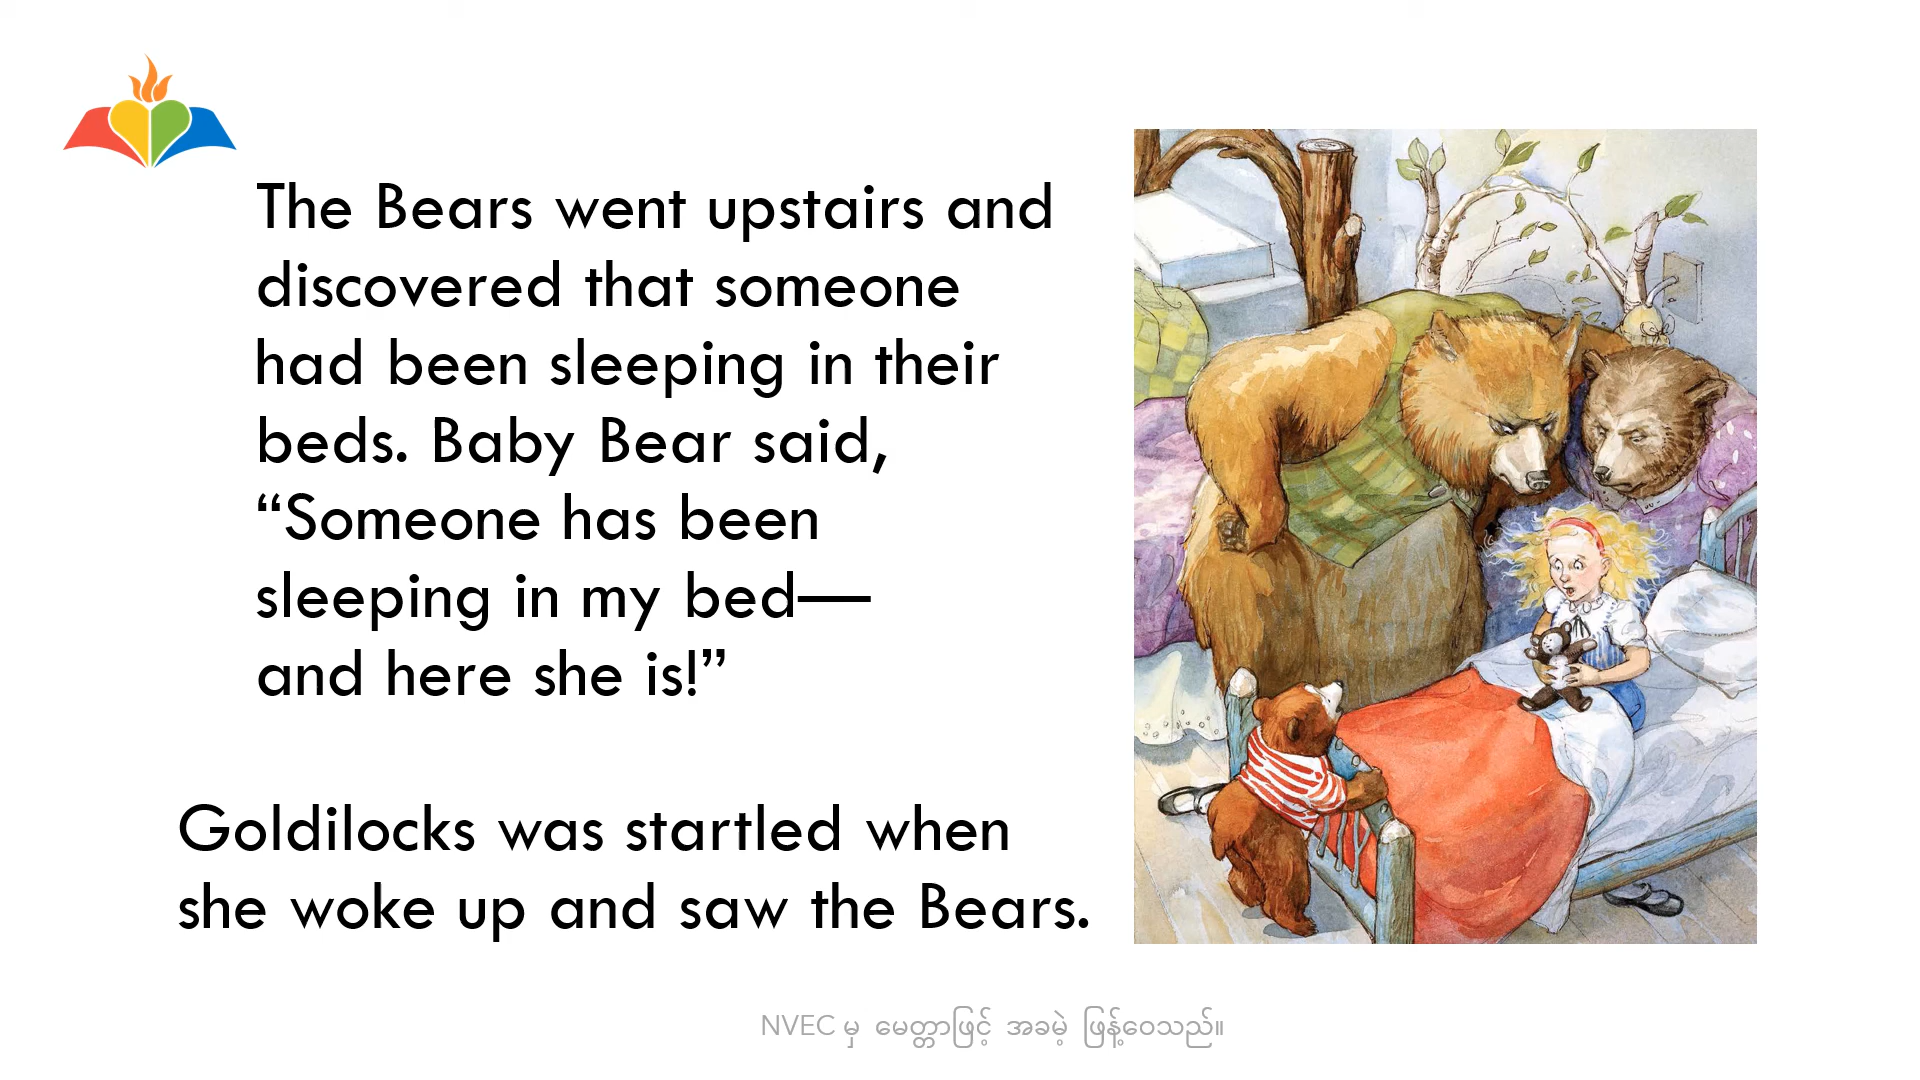 The Bears went upstairs and
discovered that someone
had been sleeping in their
beds. Baby Bear said,
“Someone has been
sleeping in my bed—
and here she is!”
Goldilocks was startled when
she woke up and saw the Bears.
NVEC မှ မေတ္တာဖြင့် အခမဲ့ ဖြန့်ဝေသည်။